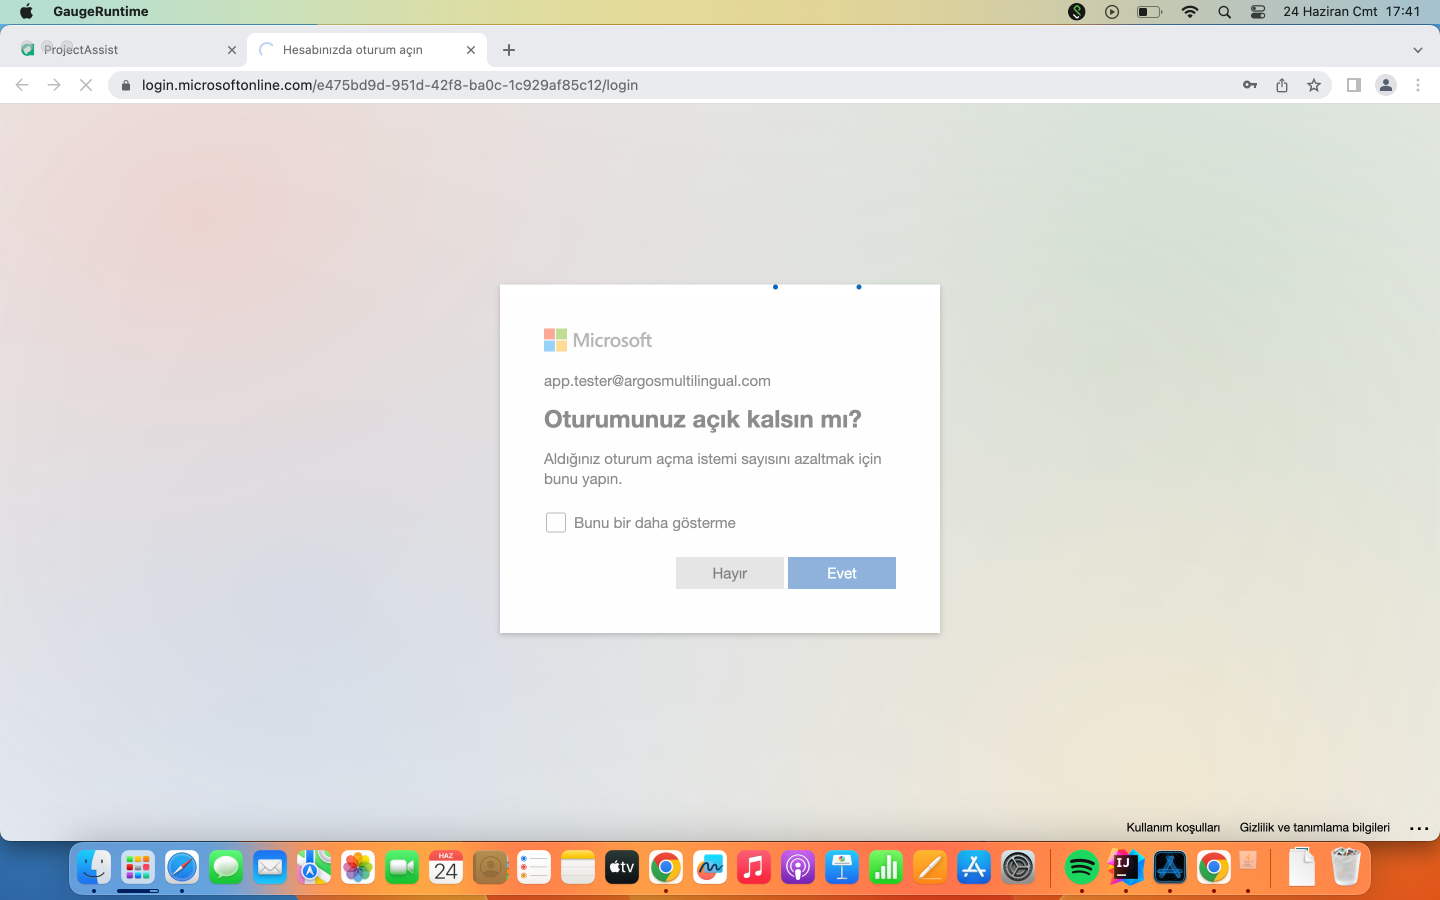 GaugeRuntime
24 Haziran Cmt 17:41
ProjectAssist
Hesabınızda oturum açın
login.microsoftonline.com/e475bd9d-951d-42f8-ba0c-1c929af85c12/login
Microsoft
app.tester@argosmultilingual.com
Oturumunuz açık kalsın mı?
Aldığınız oturum açma istemi sayısını azaltmak için
bunu yapın.
Bunu bir daha gösterme
Hayır
Evet
Kullanım koşulları
Gizlilik ve tanımlama bilgileri
HAZ
24
tv
IJ